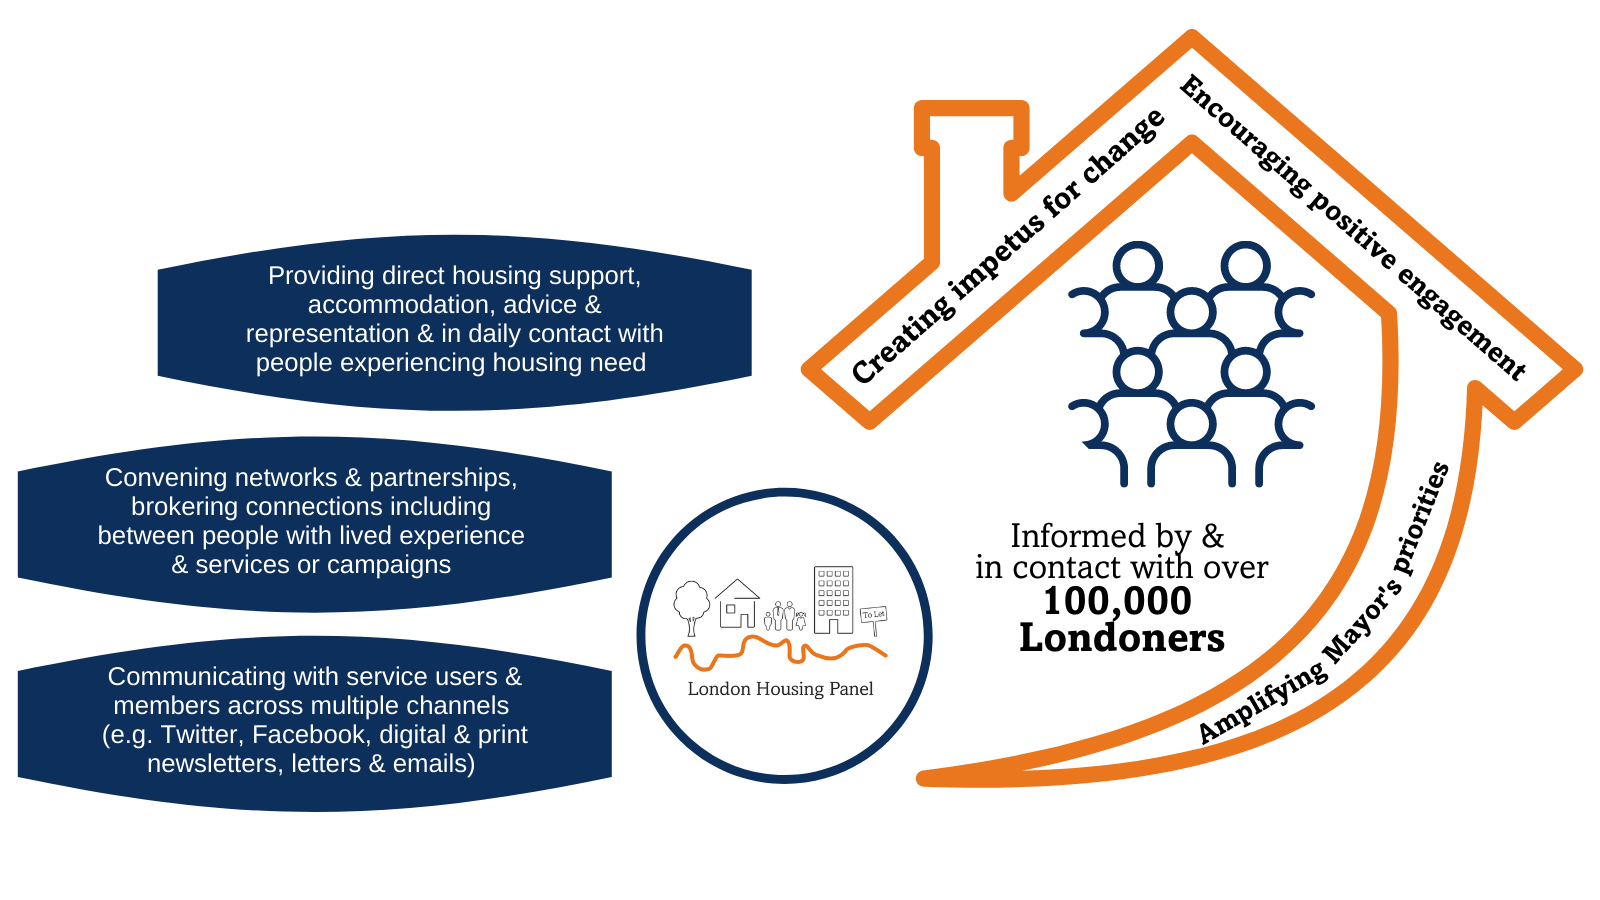 Creating impetus for change
Encouraging positive engagement
Amplifying Mayor's priorities
Providing direct housing support,
accommodation, advice &
representation & in daily contact with
people experiencing housing need
Convening networks & partnerships,
brokering connections including
between people with lived experience
& services or campaigns
Communicating with service users &
members across multiple channels
(e.g. Twitter, Facebook, digital & print
newsletters, letters & emails)
To Let
London Housing Panel
Informed by &
in contact with over
100,000
Londoners